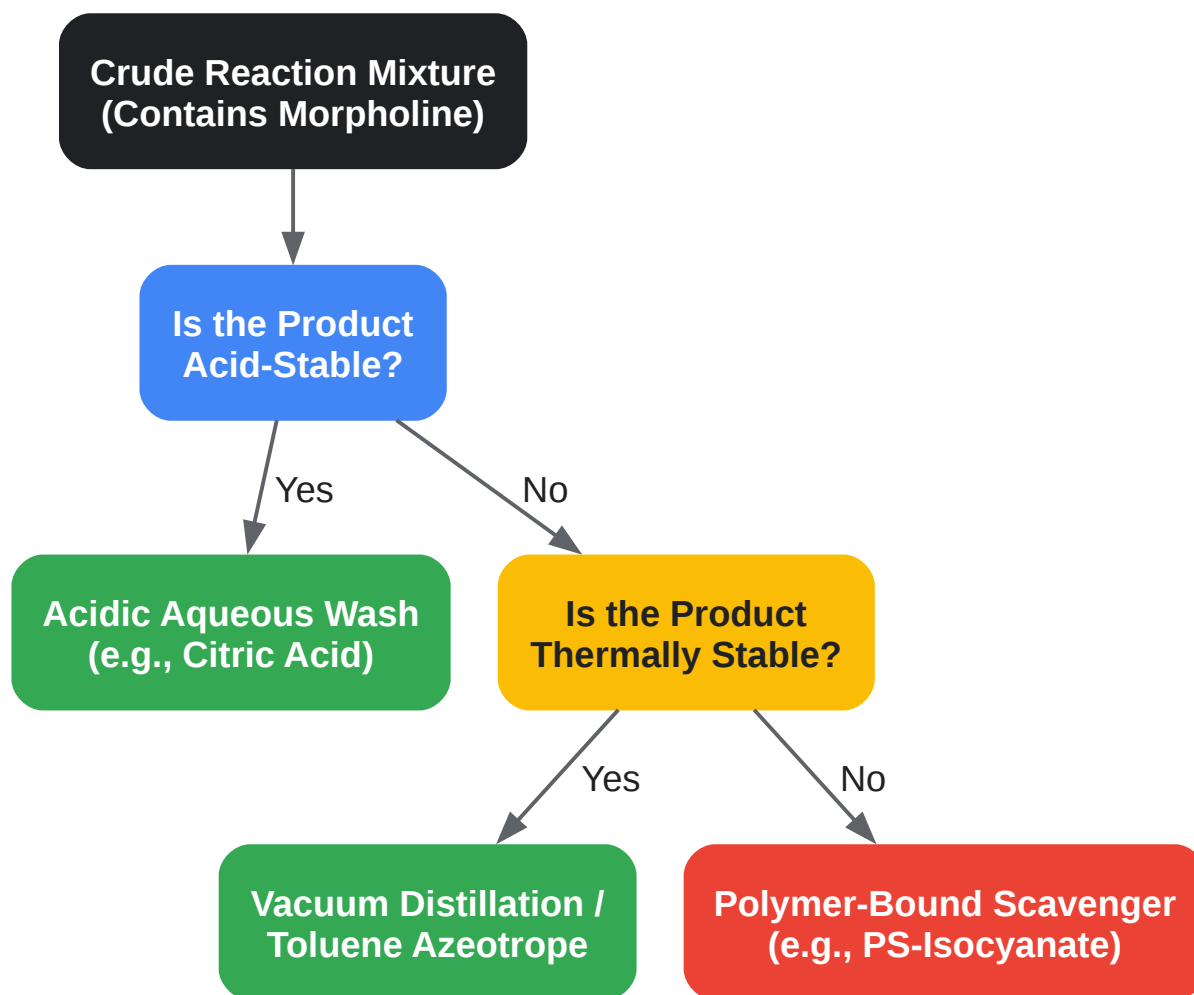 Crude Reaction Mixture
(Contains Morpholine)
Is the Product
Acid-Stable?
Yes
No
Acidic Aqueous Wash
(e.g., Citric Acid)
Is the Product
Thermally Stable?
Yes
No
Vacuum Distillation /
Toluene Azeotrope
Polymer-Bound Scavenger
(e.g., PS-Isocyanate)